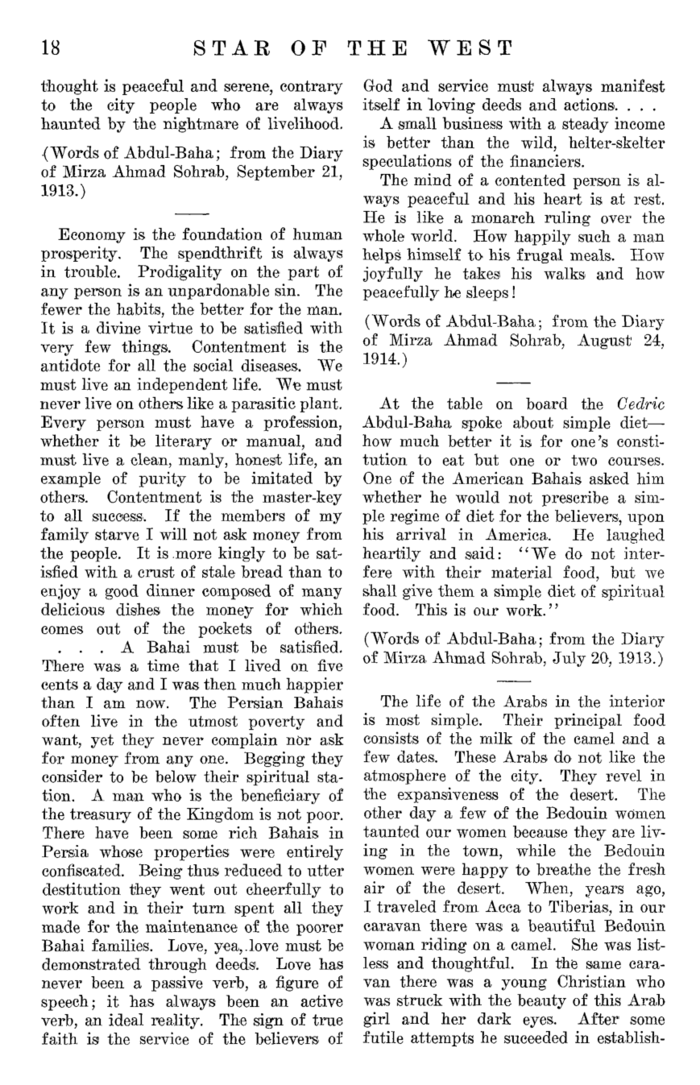 18
STAR OF THE WEST
thought is peaceful and serene, contrary
to the city people who are always
haunted by the nightmare of livelihood.
(Words of Abdul-Baha; from the Diary
of Mirza Ahmad Sohrab, September 21,
1913.)
Economy is the foundation of human
prosperity. The spendthrift is always
in trouble. Prodigality on the part of
any person is an unpardonable sin. The
fewer the habits, the better for the man.
It is a divine virtue to be satisfied with
very few things. Contentment is the
antidote for all the social diseases. We
must live an independent life. We must
never live on others like a parasitic plant.
Every person must have a profession,
whether it be literary or manual, and
must live a clean, manly, honest life, an
example of purity to be imitated by
others. Contentment is the master-key
to all success. If the members of my
family starve I will not ask money from
the people. It is more kingly to be sat-
isfied with a crust of stale bread than to
enjoy a good dinner composed of many
delicious dishes the money for which
comes out of the pockets of others.
. . . A Bahai must be satisfied.
There was a time that I lived on five
cents a day and I was then much happier
than I am now. The Persian Bahais
often live in the utmost poverty and
want, yet they never complain nor ask
for money from any one. Begging they
consider to be below their spiritual sta-
tion. A man who is the beneficiary of
the treasury of the Kingdom is not poor.
There have been some rich Bahais in
Persia whose properties were entirely
confiscated. Being thus reduced to utter
destitution they went out cheerfully to
work and in their turn spent all they
made for the maintenance of the poorer
Bahai families. Love, yea, love must be
demonstrated through deeds. Love has
never been a passive verb, a figure of
speech; it has always been an active
verb, an ideal reality. The sign of true
faith is the service of the believers of
God and service must always manifest
itself in loving deeds and actions. . . .
A small business with a steady income
is better than the wild, helter-skelter
speculations of the financiers.
The mind of a contented person is al-
ways peaceful and his heart is at rest.
He is like a monarch ruling over the
whole world. How happily such a man
helps himself to his frugal meals. How
joyfully he takes his walks and how
peacefully he sleeps!
(Words of Abdul-Baha; from the Diary
of Mirza Ahmad Sohrab, August 24,
1914.)
At the table on board the Cedric
Abdul-Baha spoke about simple diet—
how much better it is for one's consti-
tution to eat but one or two courses.
One of the American Bahais asked him
whether he would not prescribe a sim-
ple regime of diet for the believers, upon
his arrival in America. He laughed
heartily and said: "We do not inter-
fere with their material food, but we
shall give them a simple diet of spiritual
food. This is our work."
(Words of Abdul-Baha; from the Diary
of Mirza Ahmad Sohrab, July 20, 1913.)
The life of the Arabs in the interior
is most simple. Their principal food
consists of the milk of the camel and a
few dates. These Arabs do not like the
atmosphere of the city. They revel in
the expansiveness of the desert. The
other day a few of the Bedouin women
taunted our women because they are liv-
ing in the town, while the Bedouin
women were happy to breathe the fresh
air of the desert. When, years ago,
I traveled from Acca to Tiberias, in our
caravan there was a beautiful Bedouin
woman riding on a camel. She was list-
less and thoughtful. In the same cara-
van there was a young Christian who
was struck with the beauty of this Arab
girl and her dark eyes. After some
futile attempts he suceeded in establish-